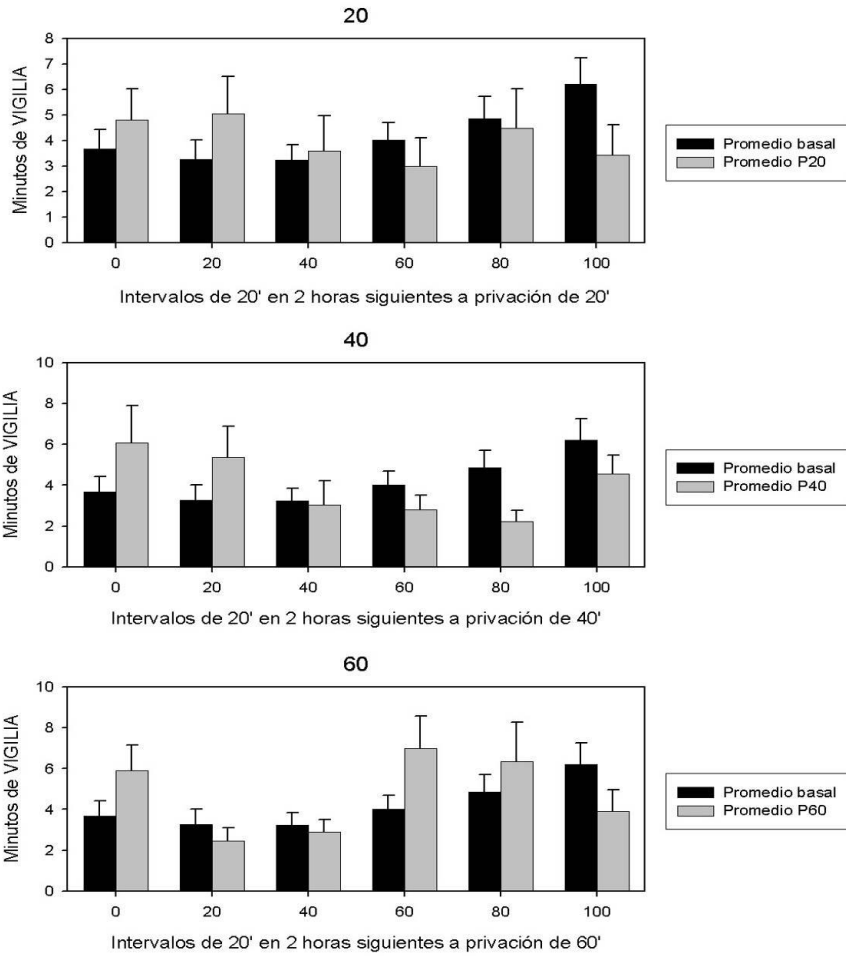 20
Minutos de VIGILIA
8
7
6
5
4
3
2
1
0
0 20 40 60 80 100
Intervalos de 20' en 2 horas siguientes a privación de 20'
Promedio basal
Promedio P20
40
Minutos de VIGILIA
10
8
6
4
2
0
0 20 40 60 80 100
Intervalos de 20' en 2 horas siguientes a privación de 40'
Promedio basal
Promedio P40
60
Minutos de VIGILIA
10
8
6
4
2
0
0 20 40 60 80 100
Intervalos de 20' en 2 horas siguientes a privación de 60'
Promedio basal
Promedio P60